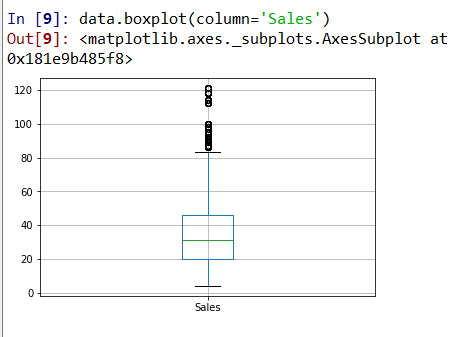 In [9]: data.boxplot(column='Sales')
Out[9]: <matplotlib.axes._subplots.AxesSubplot at
0x181e9b485f8>
120
100
80
60
40
20
0
Sales